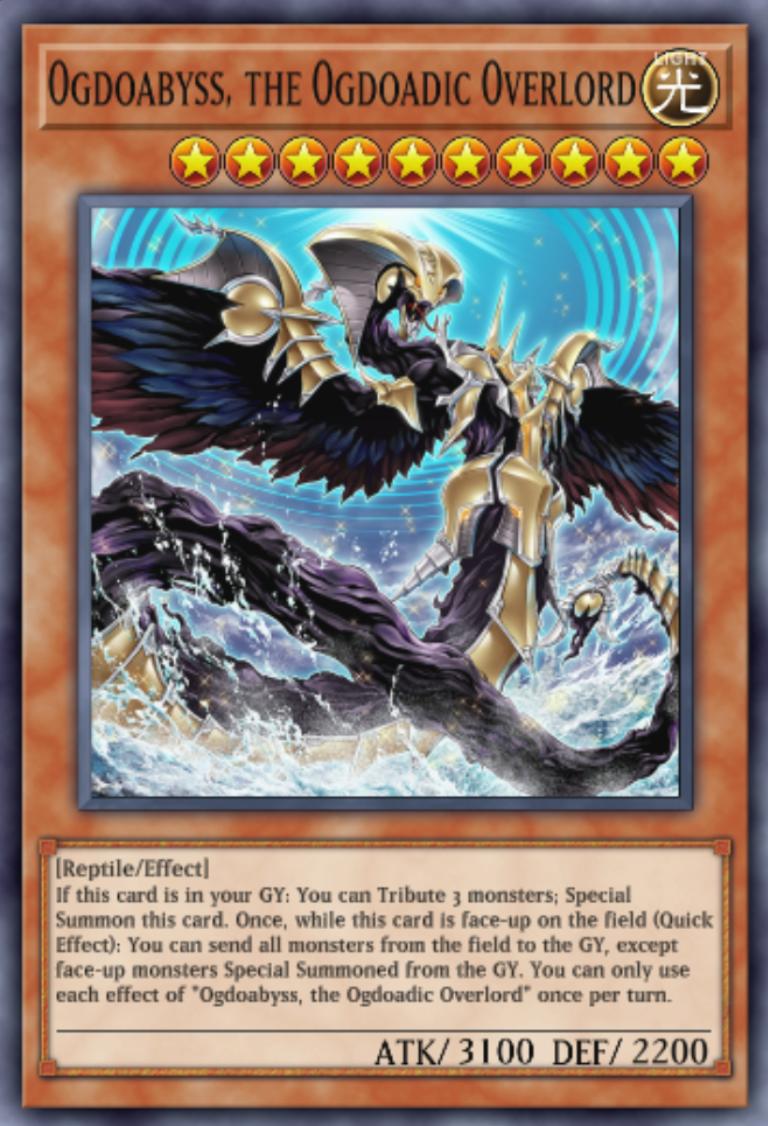 Ogdoabyss, the Ogdoadic Overlord
LIGHT
光
[Reptile/Effect]
If this card is in your GY: You can Tribute 3 monsters; Special
Summon this card. Once, while this card is face-up on the field (Quick
Effect): You can send all monsters from the field to the GY, except
face-up monsters Special Summoned from the GY. You can only use
each effect of "Ogdoabyss, the Ogdoadic Overlord" once per turn.
ATK/ 3100 DEF/ 2200